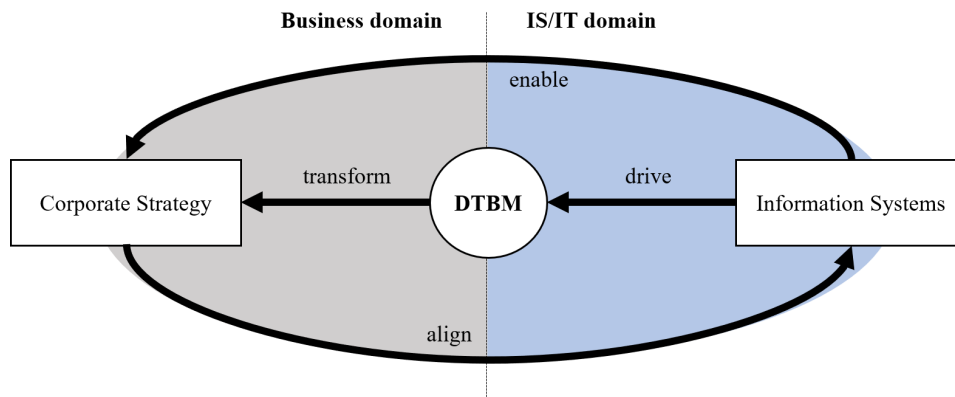 Business domain
IS/IT domain
enable
transform
drive
Corporate Strategy
DTBM
Information Systems
align